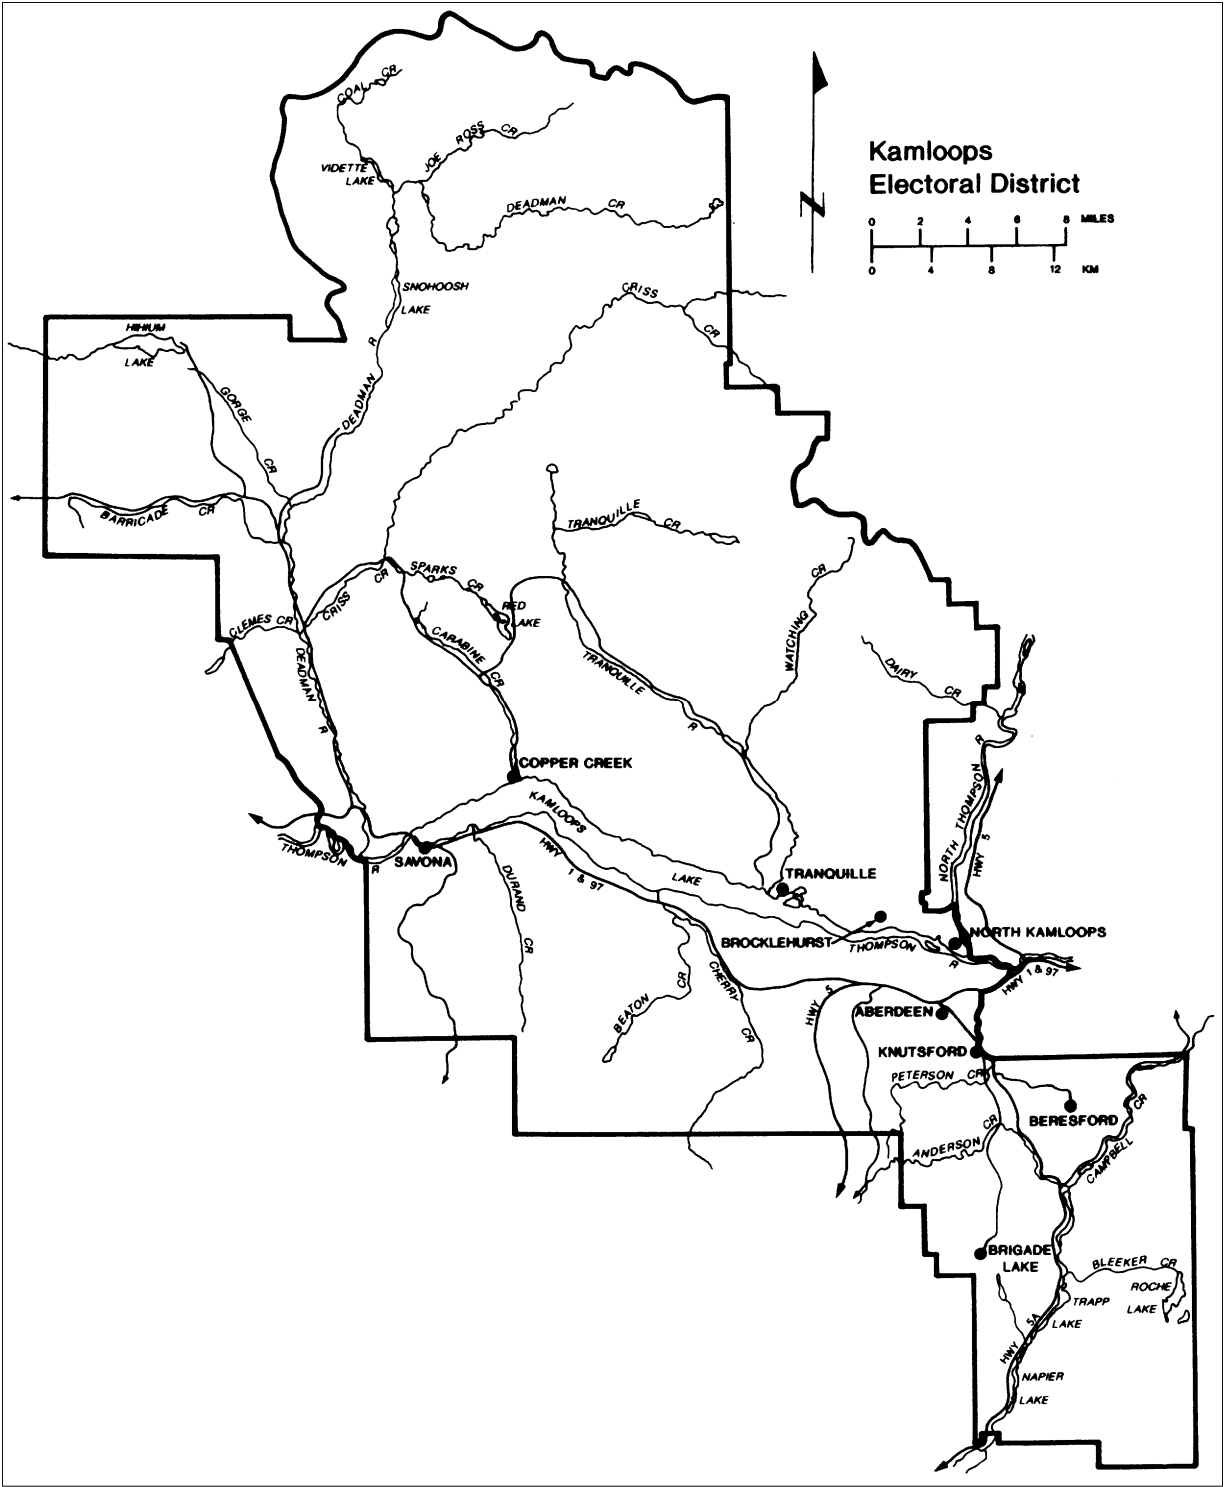 Kamloops
Electoral District
0 2 4 6 8 MILES
0 4 8 12 KM
COAL CR
JOE ROSS CR
VIDETTE
LAKE
DEADMAN CR
SNOHOOSH
LAKE
CRISS
CR
HIHIUM
LAKE
DEADMAN R
GORGE CR
BARRICADE CR
TRANQUILLE CR
SPARKS CR
RED
LAKE
CRISS CR
CLEMES CR
CARABINE CR
WATCHING CR
TRANQUILLE R
DAIRY CR
DEADMAN R
COPPER CREEK
KAMLOOPS
LAKE
NORTH THOMPSON R
HWY 5
THOMPSON R
SAVONA
HWY 1 & 97
DURAND CR
TRANQUILLE
BROCKLEHURST
THOMPSON R
NORTH KAMLOOPS
HWY 1 & 97
BEATON CR
CHERRY CR
HWY 5
ABERDEEN
KNUTSFORD
PETERSON CR
BERESFORD
ANDERSON CR
CAMPBELL CR
BRIGADE
LAKE
BLEEKER CR
ROCHE
LAKE
TRAPP
LAKE
HWY 5A
NAPIER
LAKE